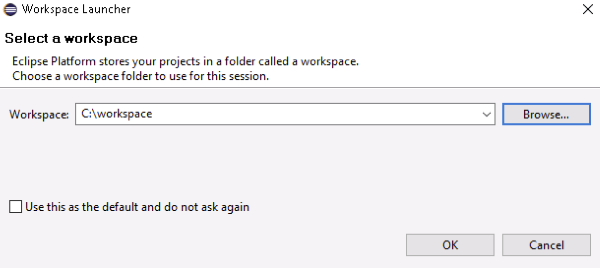 Workspace Launcher
Select a workspace
Eclipse Platform stores your projects in a folder called a workspace.
Choose a workspace folder to use for this session.
Workspace: C:\workspace Browse...
Use this as the default and do not ask again
OK Cancel